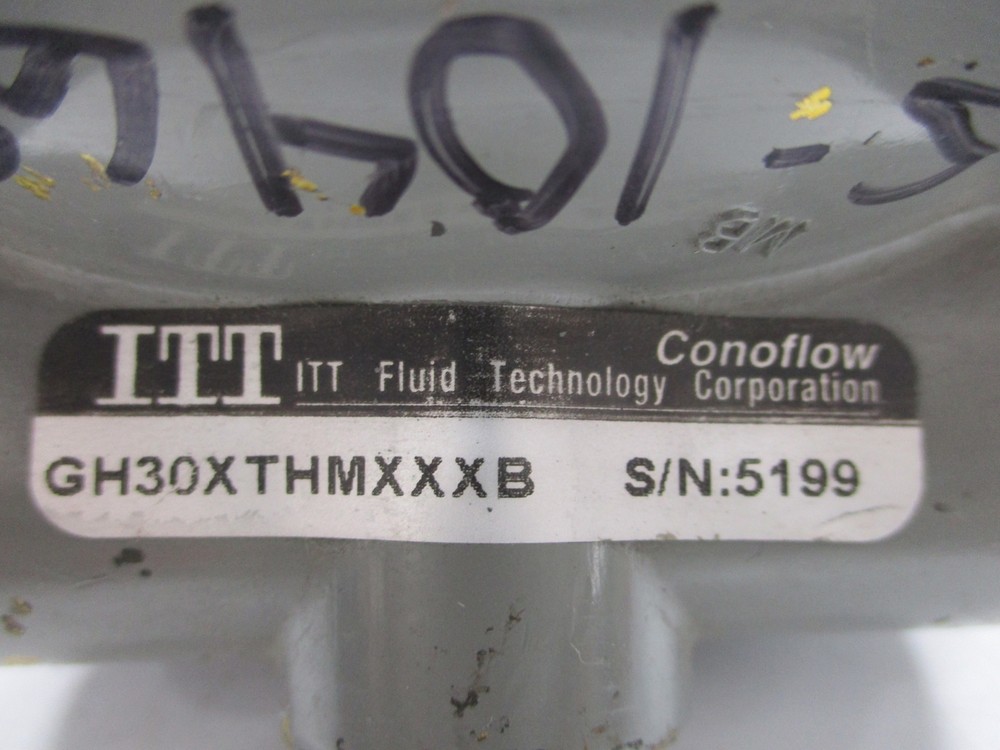 ITT ITT Fluid Technology Conoflow Corporation
GH30XTHMXXXB S/N:5199